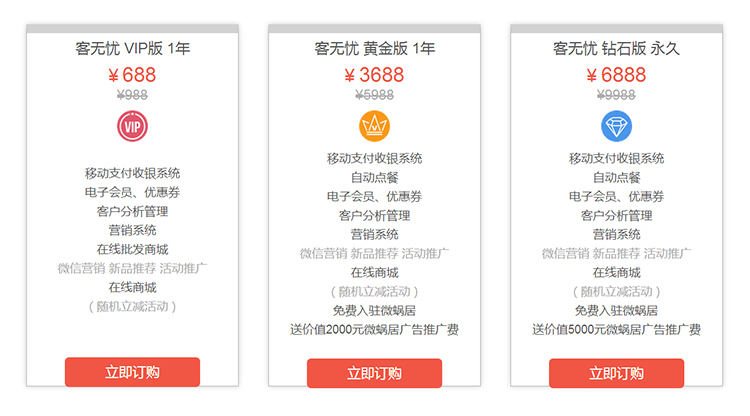 客无忧 VIP版 1年
￥688
¥988
VIP
移动支付收银系统
电子会员、优惠券
客户分析管理
营销系统
在线批发商城
微信营销 新品推荐 活动推广
在线商城
（ 随机立减活动 ）
立即订购
客无忧 黄金版 1年
￥3688
¥5988
移动支付收银系统
自动点餐
电子会员、优惠券
客户分析管理
营销系统
微信营销 新品推荐 活动推广
在线商城
（ 随机立减活动 ）
免费入驻微蜗居
送价值2000元微蜗居广告推广费
立即订购
客无忧 钻石版 永久
￥6888
¥9988
移动支付收银系统
自动点餐
电子会员、优惠券
客户分析管理
营销系统
微信营销 新品推荐 活动推广
在线商城
（ 随机立减活动 ）
免费入驻微蜗居
送价值5000元微蜗居广告推广费
立即订购